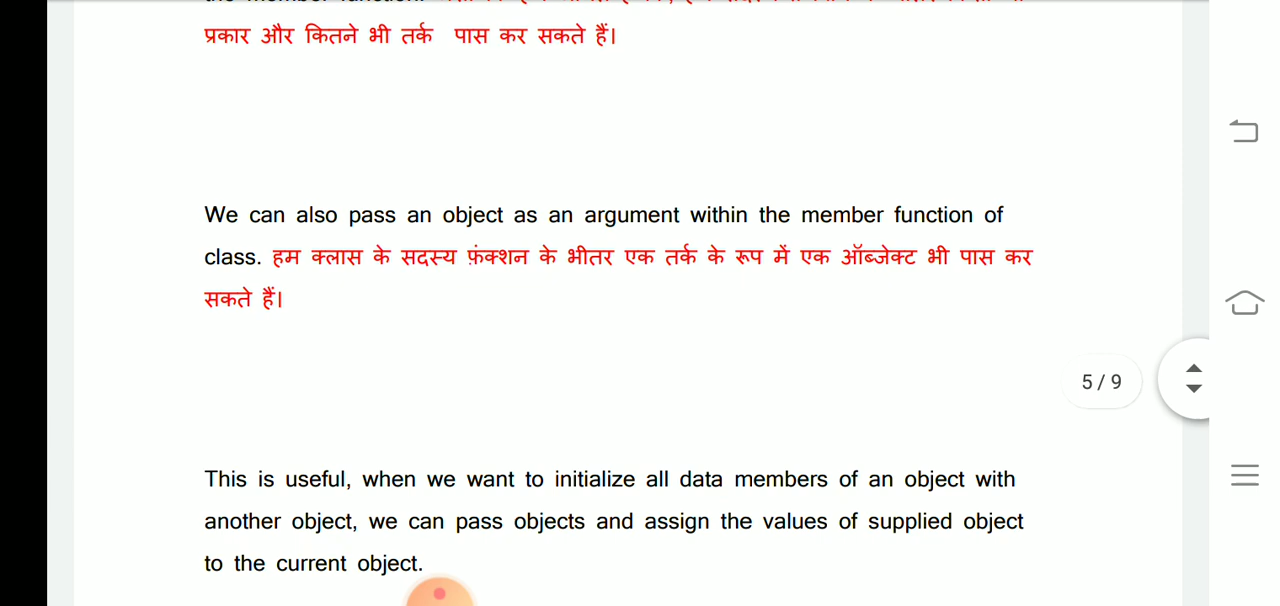 प्रकार और कितने भी तर्क पास कर सकते हैं।
We can also pass an object as an argument within the member function of
class. हम क्लास के सदस्य फ़ंक्शन के भीतर एक तर्क के रूप में एक ऑब्जेक्ट भी पास कर
सकते हैं।
5 / 9
This is useful, when we want to initialize all data members of an object with
another object, we can pass objects and assign the values of supplied object
to the current object.